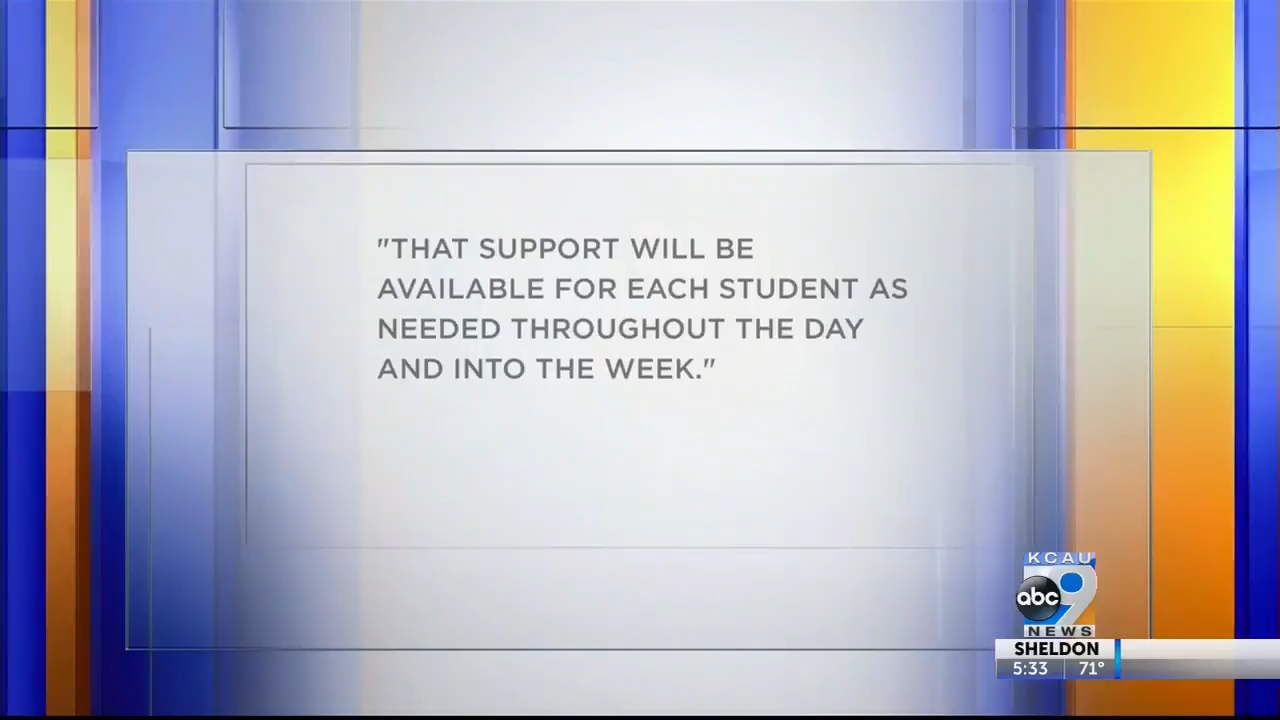 "THAT SUPPORT WILL BE
AVAILABLE FOR EACH STUDENT AS
NEEDED THROUGHOUT THE DAY
AND INTO THE WEEK."
KCAU
abc 9
NEWS
SHELDON
5:33 71°